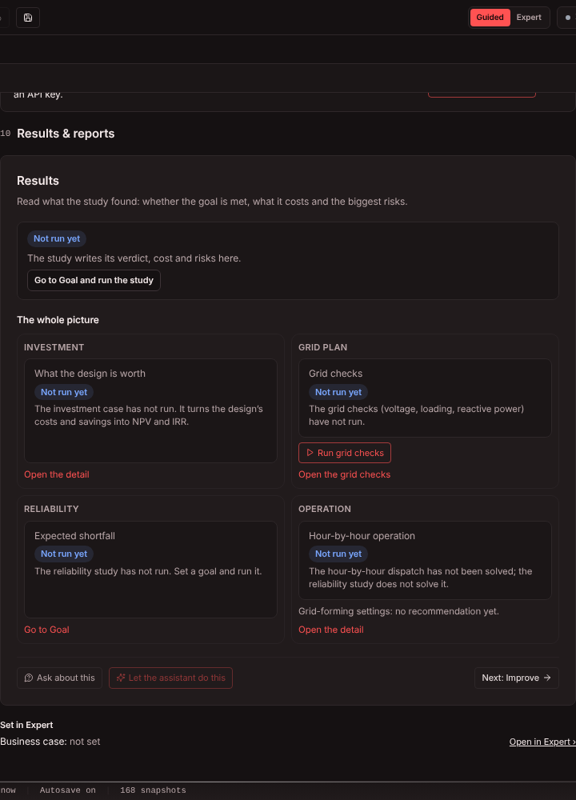 Guided Expert
an API key.
10 Results & reports
Results
Read what the study found: whether the goal is met, what it costs and the biggest risks.
Not run yet
The study writes its verdict, cost and risks here.
Go to Goal and run the study
The whole picture
INVESTMENT
What the design is worth
Not run yet
The investment case has not run. It turns the design's
costs and savings into NPV and IRR.
Open the detail
GRID PLAN
Grid checks
Not run yet
The grid checks (voltage, loading, reactive power)
have not run.
Run grid checks
Open the grid checks
RELIABILITY
Expected shortfall
Not run yet
The reliability study has not run. Set a goal and run it.
Go to Goal
OPERATION
Hour-by-hour operation
Not run yet
The hour-by-hour dispatch has not been solved; the
reliability study does not solve it.
Grid-forming settings: no recommendation yet.
Open the detail
Ask about this
Let the assistant do this
Next: Improve →
Set in Expert
Business case: not set
Open in Expert ›
now Autosave on 168 snapshots